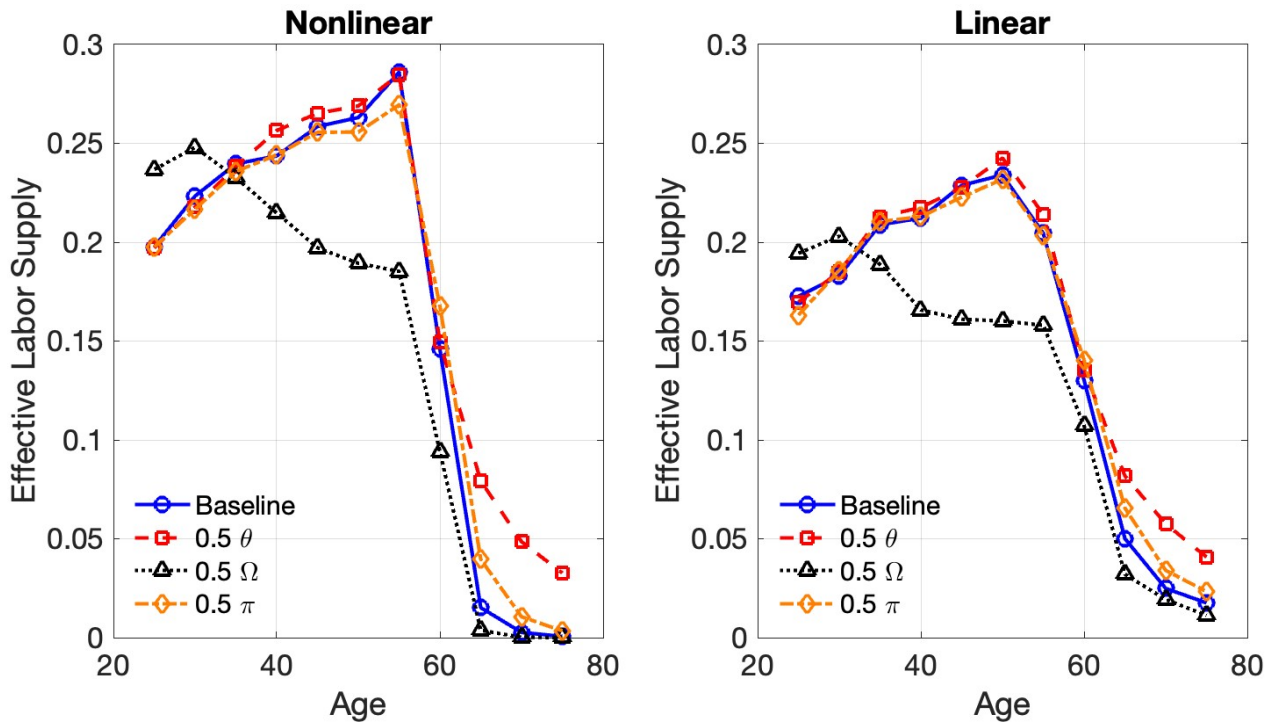 Nonlinear
0.3
0.25
0.2
0.15
0.1
0.05
0
Effective Labor Supply
Baseline
0.5 θ
0.5 Ω
0.5 π
20
40
60
80
Age
Linear
0.3
0.25
0.2
0.15
0.1
0.05
0
Effective Labor Supply
Baseline
0.5 θ
0.5 Ω
0.5 π
20
40
60
80
Age